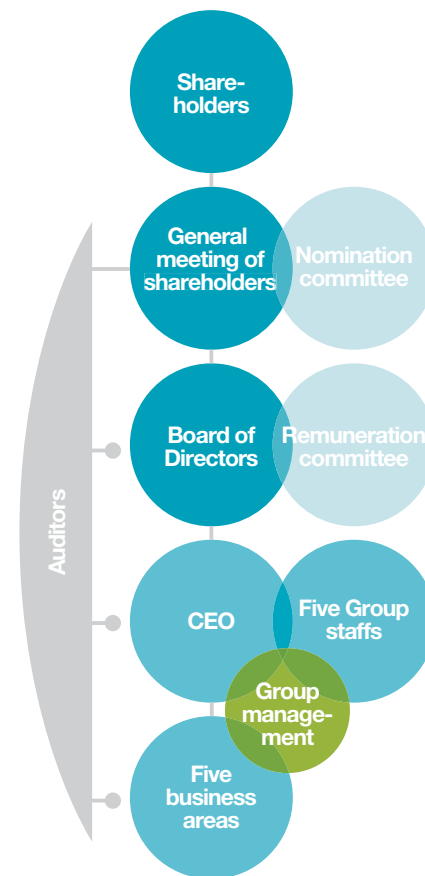 Share-
holders
General
meeting of
shareholders
Nomination
committee
Board of
Directors
Remuneration
committee
Auditors
CEO
Five Group
staffs
Group
manage-
ment
Five
business
areas